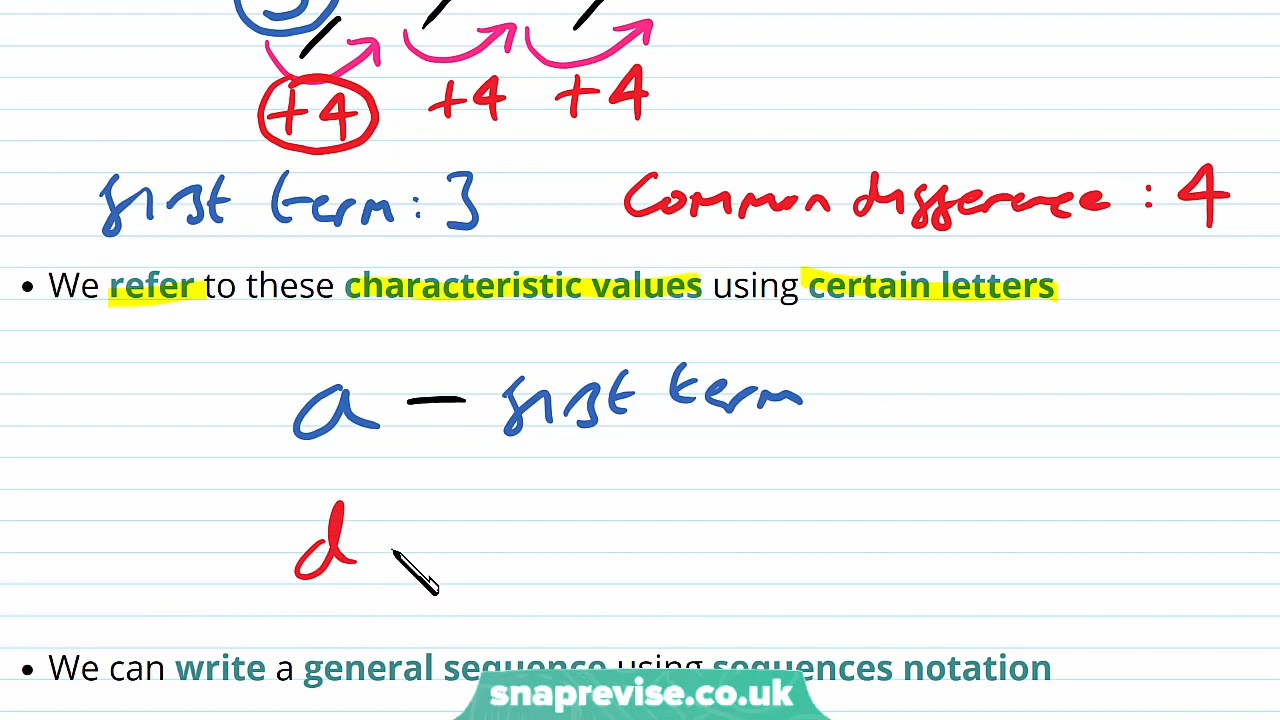 3
+4 +4 +4
first term: 3 Common difference: 4
• We refer to these characteristic values using certain letters
a — first term
d
• We can write a general sequence using sequences notation
snaprevise.co.uk